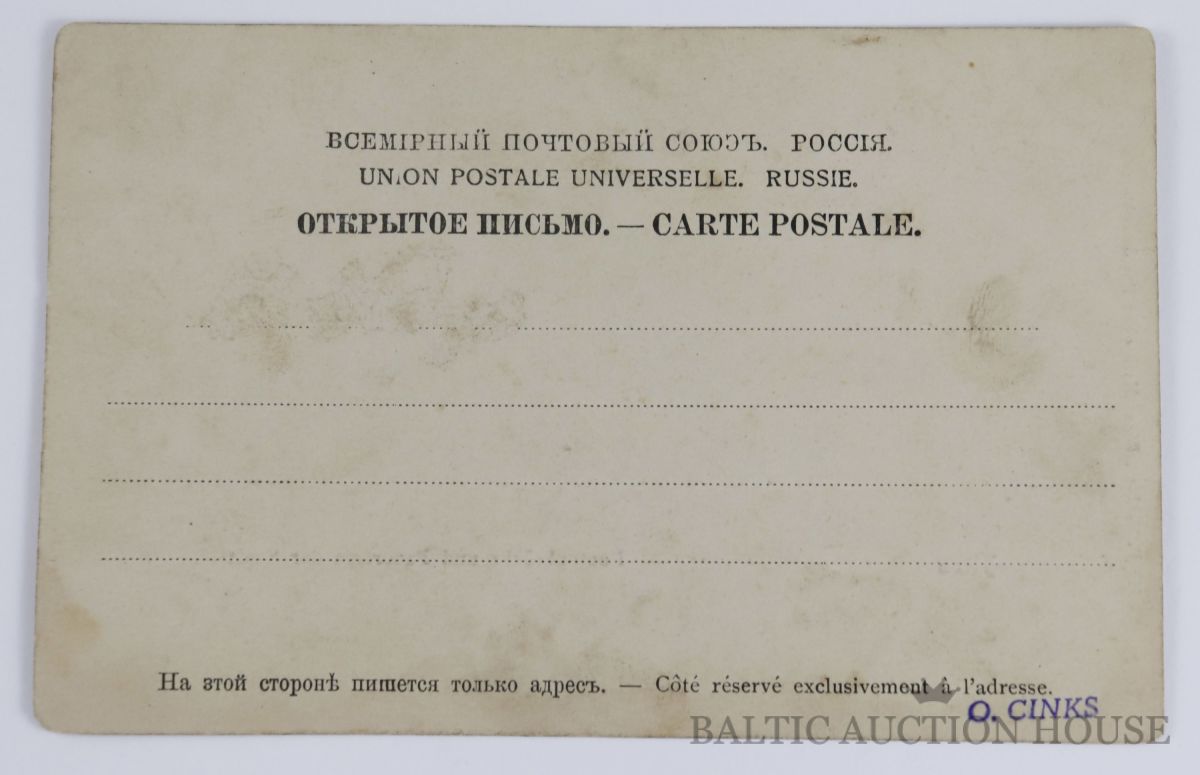 ВСЕМІРНЫЙ ПОЧТОВЫЙ СОЮЗЪ. РОССІЯ.
UNION POSTALE UNIVERSELLE. RUSSIE.
ОТКРЫТОЕ ПИСЬМО. — CARTE POSTALE.
На этой сторонѣ пишется только адресъ. — Côté réservé exclusivement â l'adresse.
O. CINKS
BALTIC AUCTION HOUSE